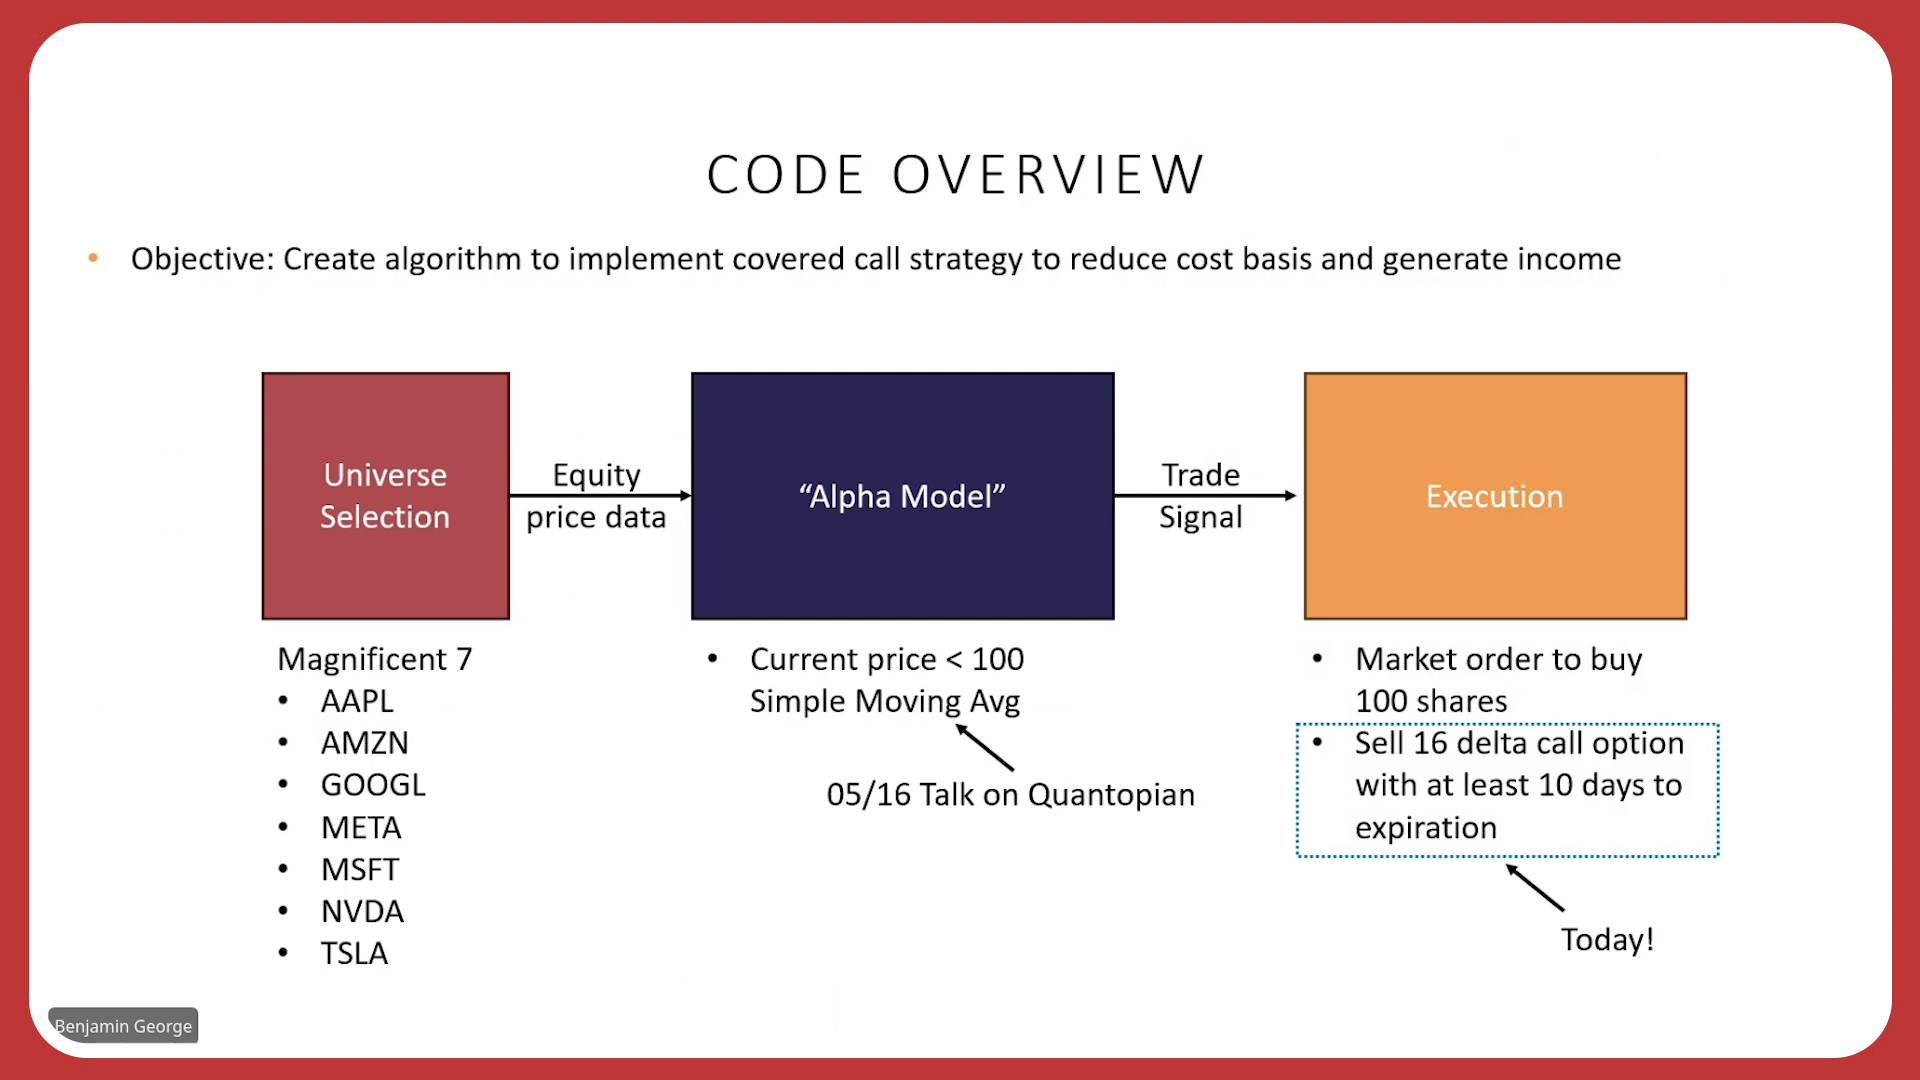 CODE OVERVIEW
• Objective: Create algorithm to implement covered call strategy to reduce cost basis and generate income
Universe
Selection
Equity
price data
“Alpha Model”
Trade
Signal
Execution
Magnificent 7
• AAPL
• AMZN
• GOOGL
• META
• MSFT
• NVDA
• TSLA
• Current price < 100
Simple Moving Avg
05/16 Talk on Quantopian
• Market order to buy
100 shares
• Sell 16 delta call option
with at least 10 days to
expiration
Today!
Benjamin George